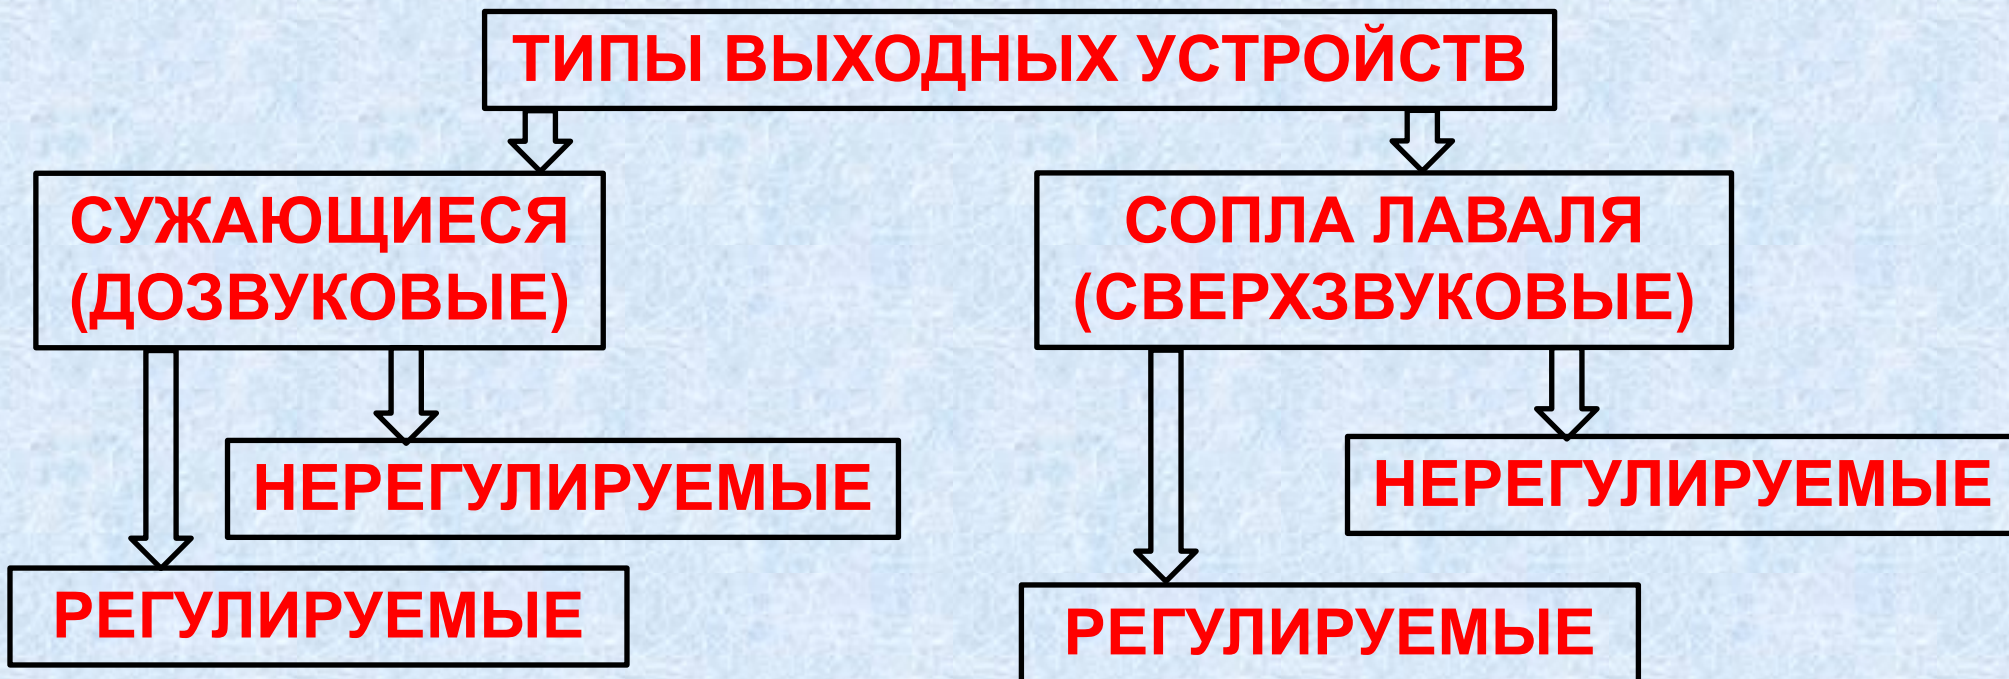 ТИПЫ ВЫХОДНЫХ УСТРОЙСТВ
СУЖАЮЩИЕСЯ
(ДОЗВУКОВЫЕ)
СОПЛА ЛАВАЛЯ
(СВЕРХЗВУКОВЫЕ)
НЕРЕГУЛИРУЕМЫЕ
НЕРЕГУЛИРУЕМЫЕ
РЕГУЛИРУЕМЫЕ
РЕГУЛИРУЕМЫЕ